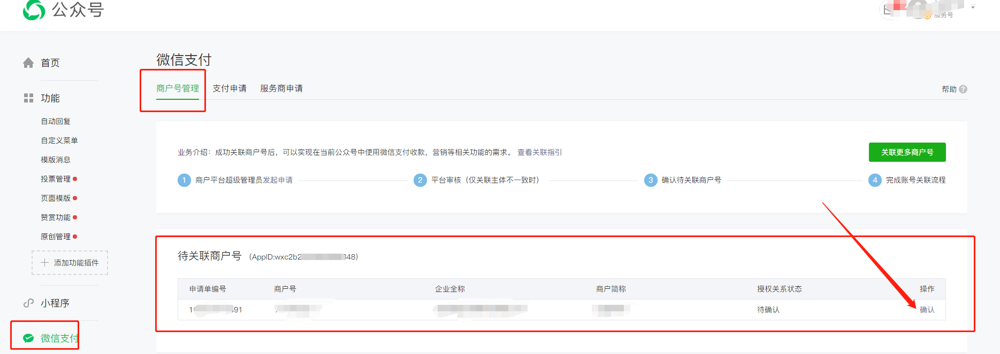 公众号
服务号
首页
功能
自动回复
自定义菜单
模版消息
投票管理
页面模版
赞赏功能
原创管理
添加功能插件
小程序
微信支付
微信支付
商户号管理 支付申请 服务商申请 帮助
业务介绍：成功关联商户号后，可以实现在当前公众号中使用微信支付收款，营销等相关功能的需求。 查看关联指引
关联更多商户号
1 商户平台超级管理员发起申请 2 平台审核（仅关联主体不一致时） 3 确认待关联商户号 4 完成账号关联流程
待关联商户号 （AppID:wxc2b2 348）
申请单编号 商户号 企业全称 商户简称 授权关系状态 操作
1 91 待确认 确认